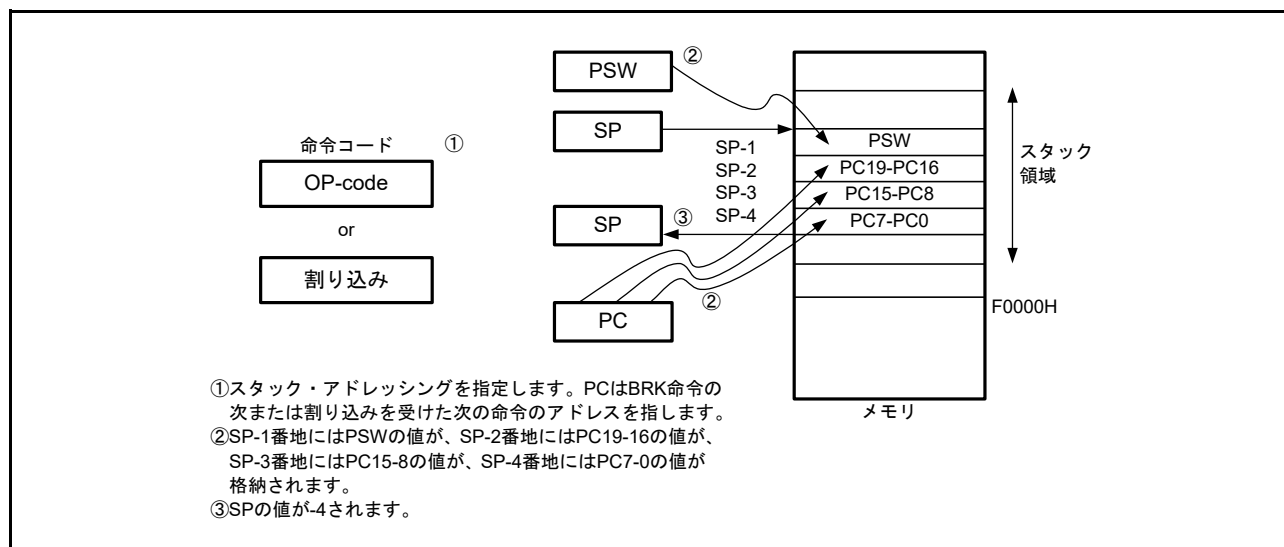 PSW
②
SP
命令コード ①
OP-code
or
割り込み
SP-1
SP-2
SP-3
SP-4
SP
③
PC
②
PSW
PC19-PC16
PC15-PC8
PC7-PC0
スタック
領域
F0000H
メモリ
①スタック・アドレッシングを指定します。PCはBRK命令の
次または割り込みを受けた次の命令のアドレスを指します。
②SP-1番地にはPSWの値が、SP-2番地にはPC19-16の値が、
SP-3番地にはPC15-8の値が、SP-4番地にはPC7-0の値が
格納されます。
③SPの値が-4されます。